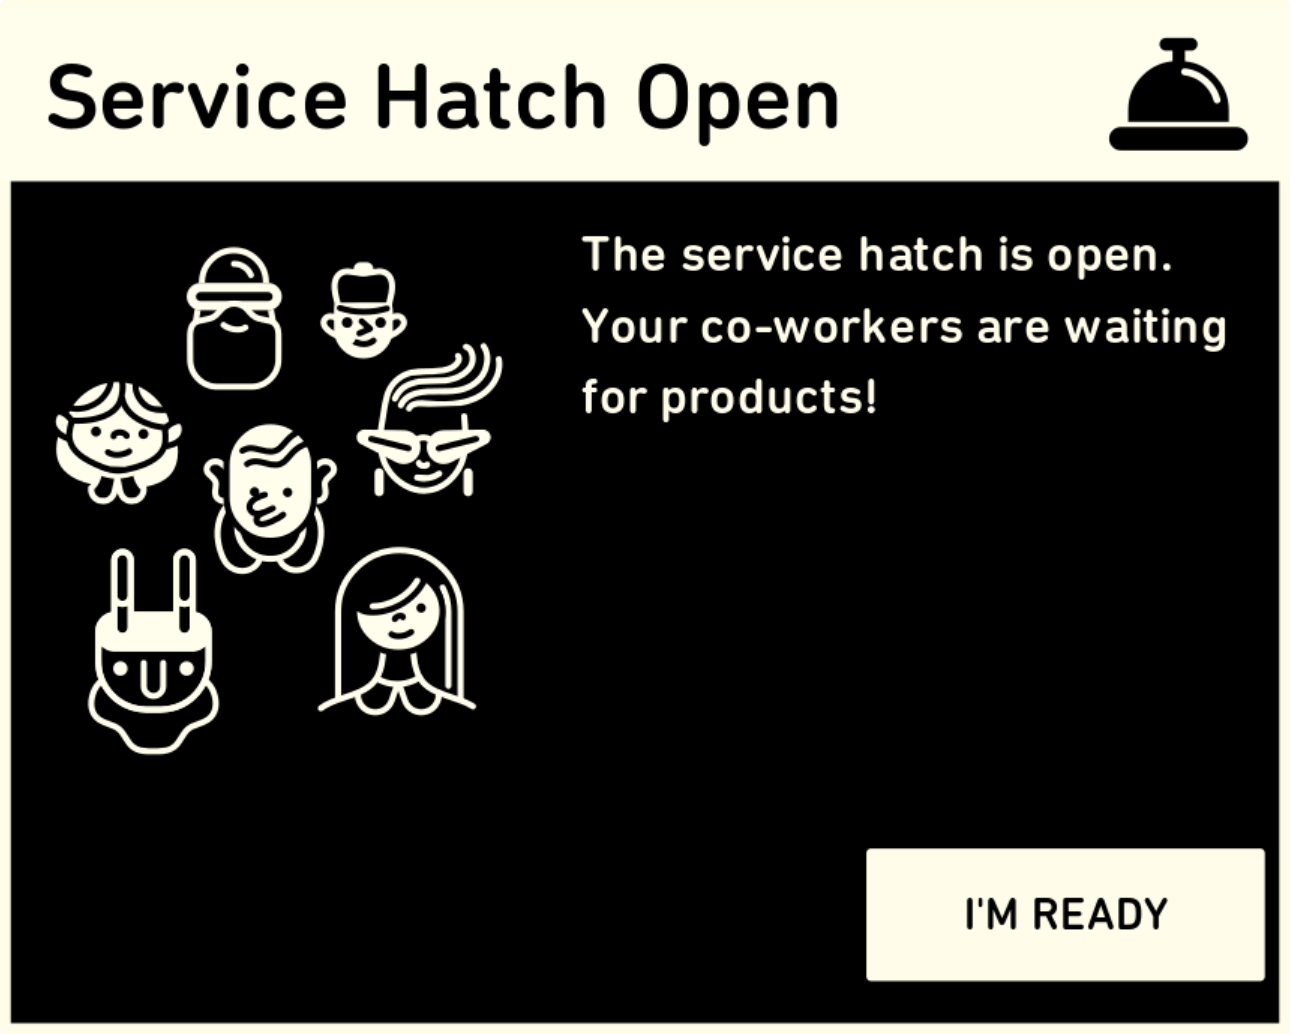 Service Hatch Open
The service hatch is open.
Your co-workers are waiting
for products!
I'M READY